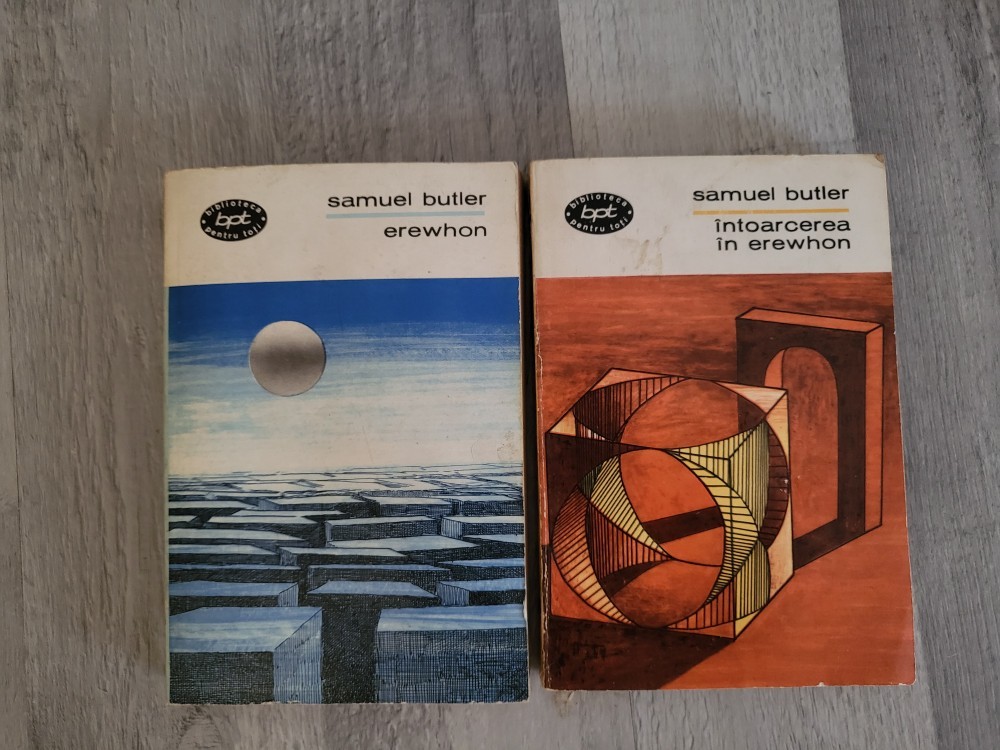 biblioteca
bpt
pentru toți
samuel butler
erewhon
biblioteca
bpt
pentru toți
samuel butler
întoarcerea
în erewhon